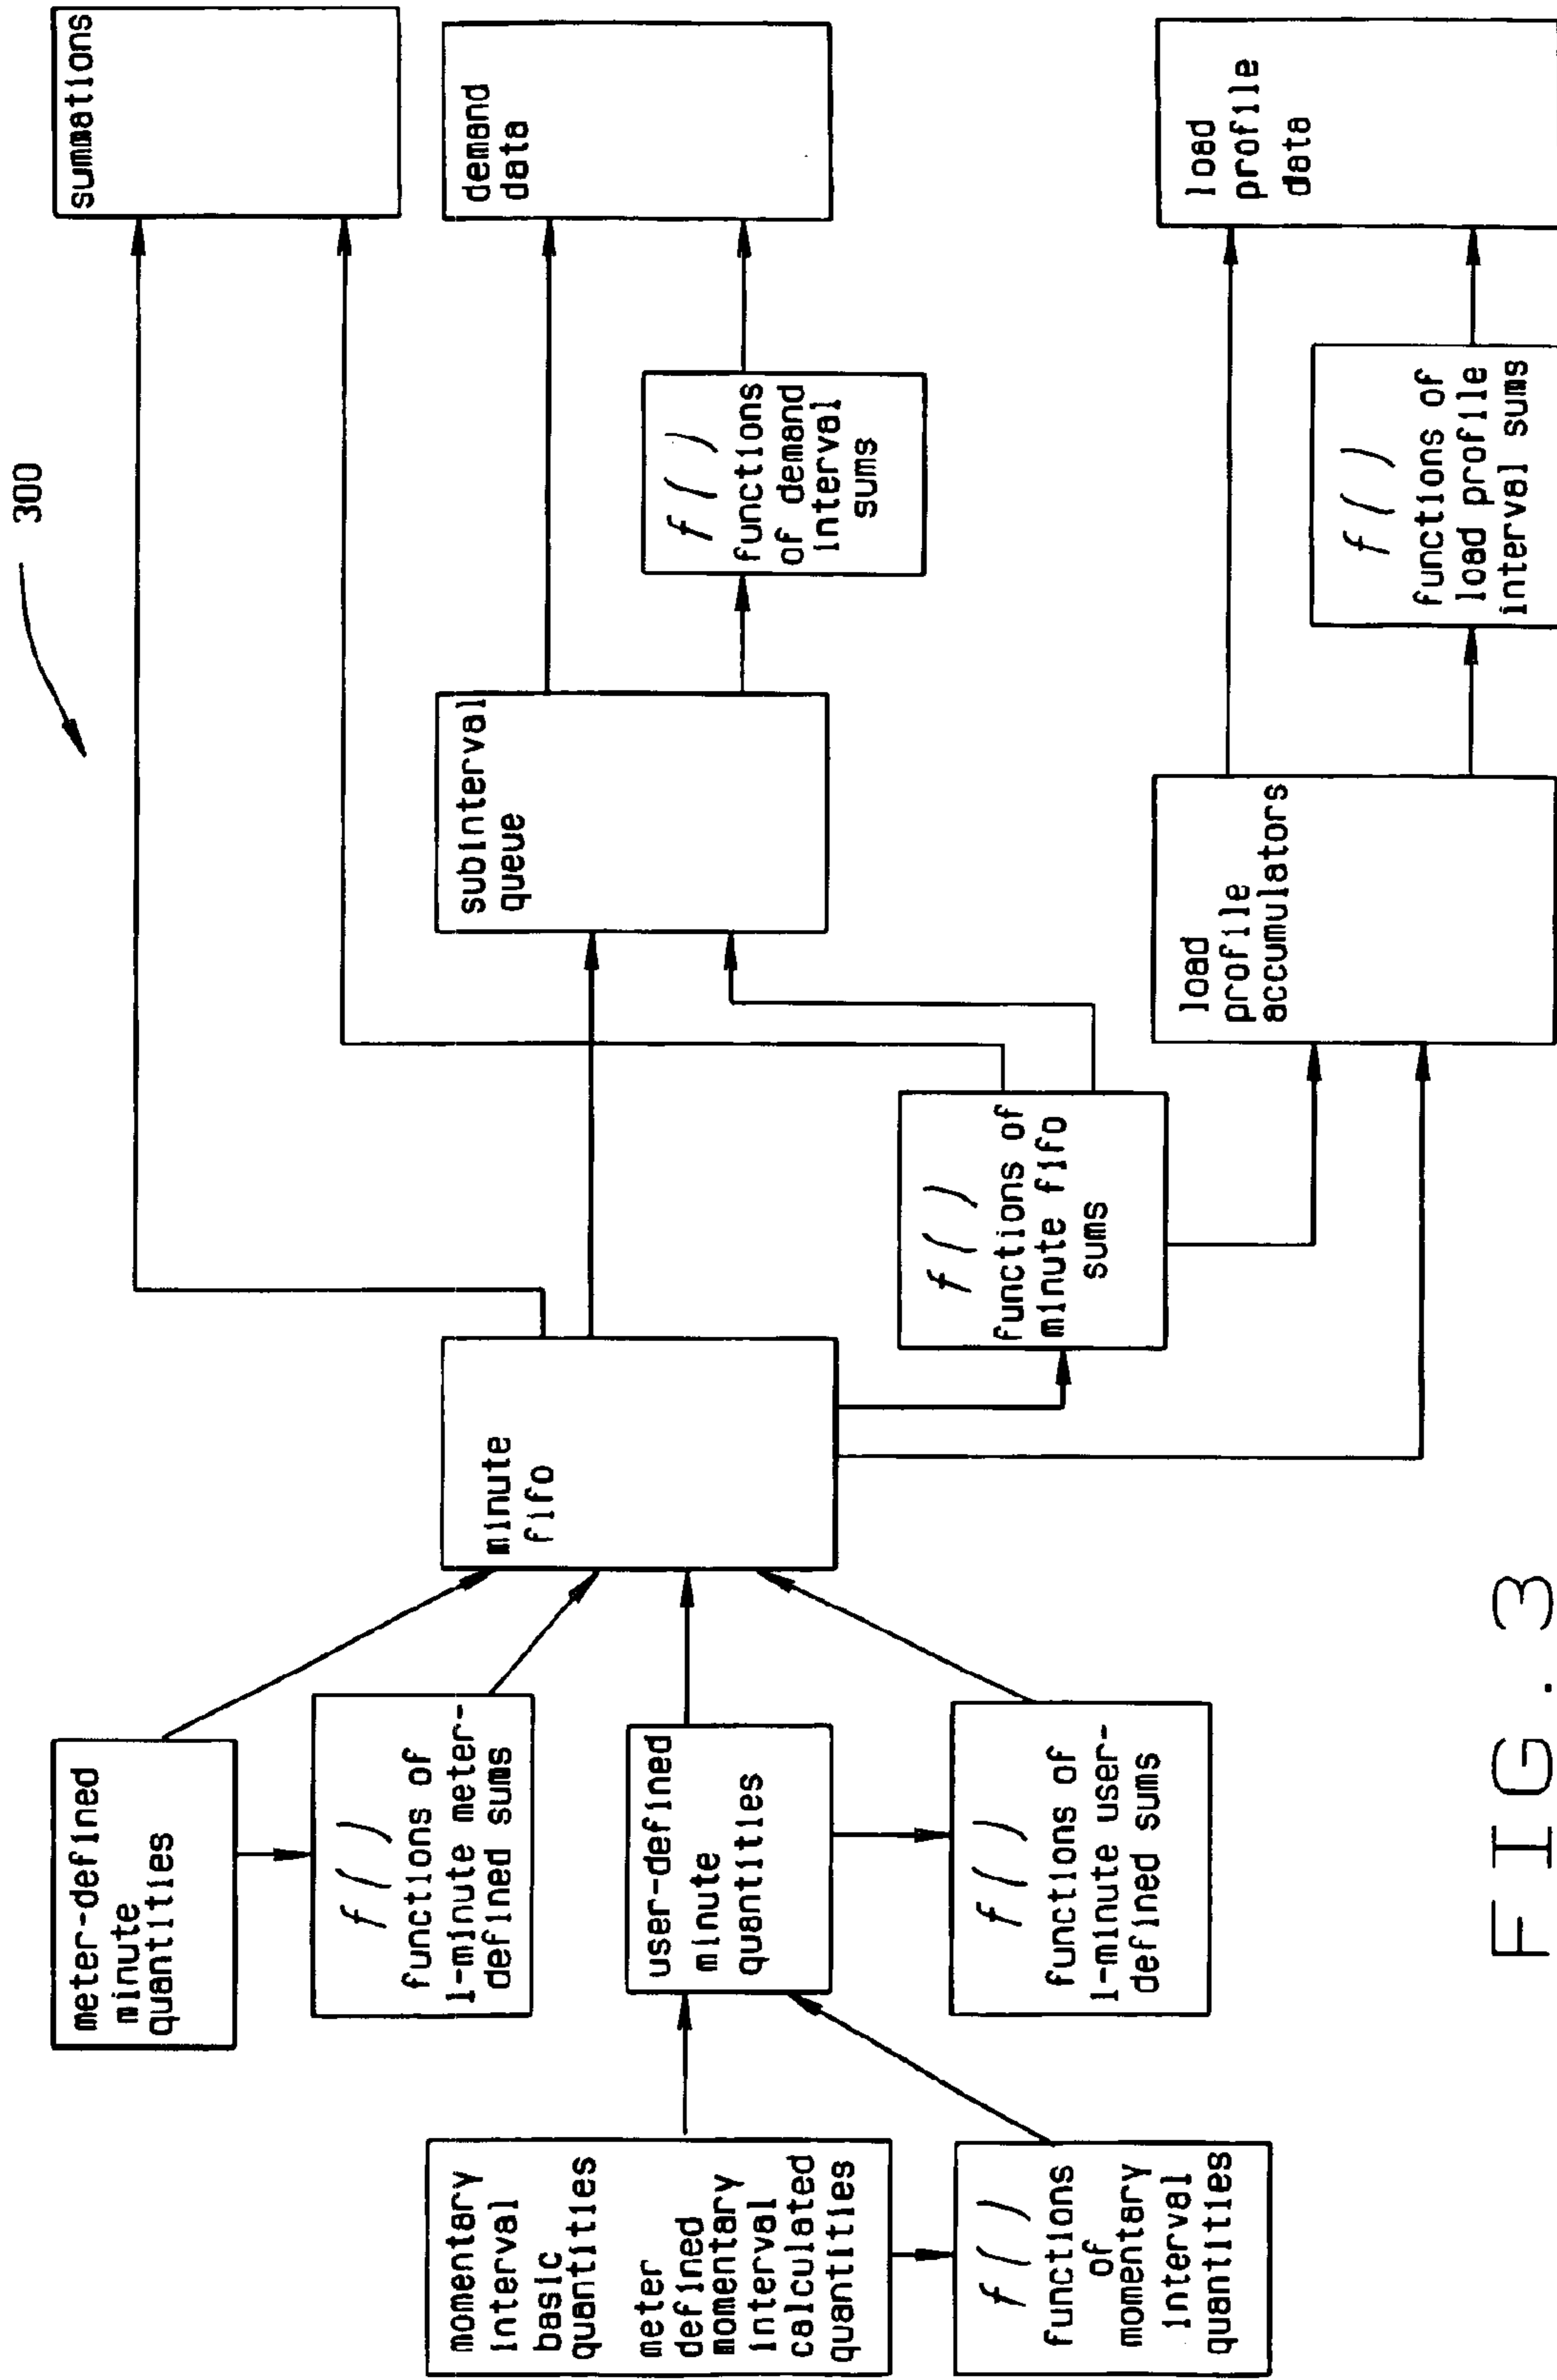 300
momentary
interval
basic
quantities
meter
defined
momentary
interval
calculated
quantities
f()
functions
of
momentary
interval
quantities
meter-defined
minute
quantities
f()
functions of
1-minute meter-
defined sums
user-defined
minute
quantities
f()
functions of
1-minute user-
defined sums
minute
fifo
f()
functions of
minute fifo
sums
subinterval
queue
load
profile
accumulators
f()
functions
of demand
interval
sums
f()
functions of
load profile
interval sums
summations
demand
data
load
profile
data
FIG. 3